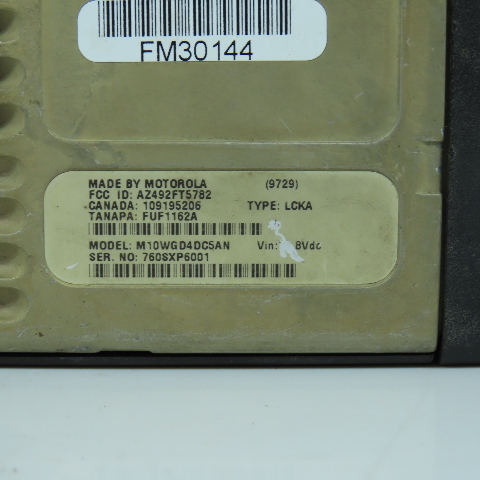 FM30144
MADE BY MOTOROLA (9729)
FCC ID: AZ492FT5782
CANADA: 109195206 TYPE: LCKA
TANAPA: FUF1162A
MODEL: M10WGD4DC5AN Vin: 8Vdc
SER. NO: 760SXP6001